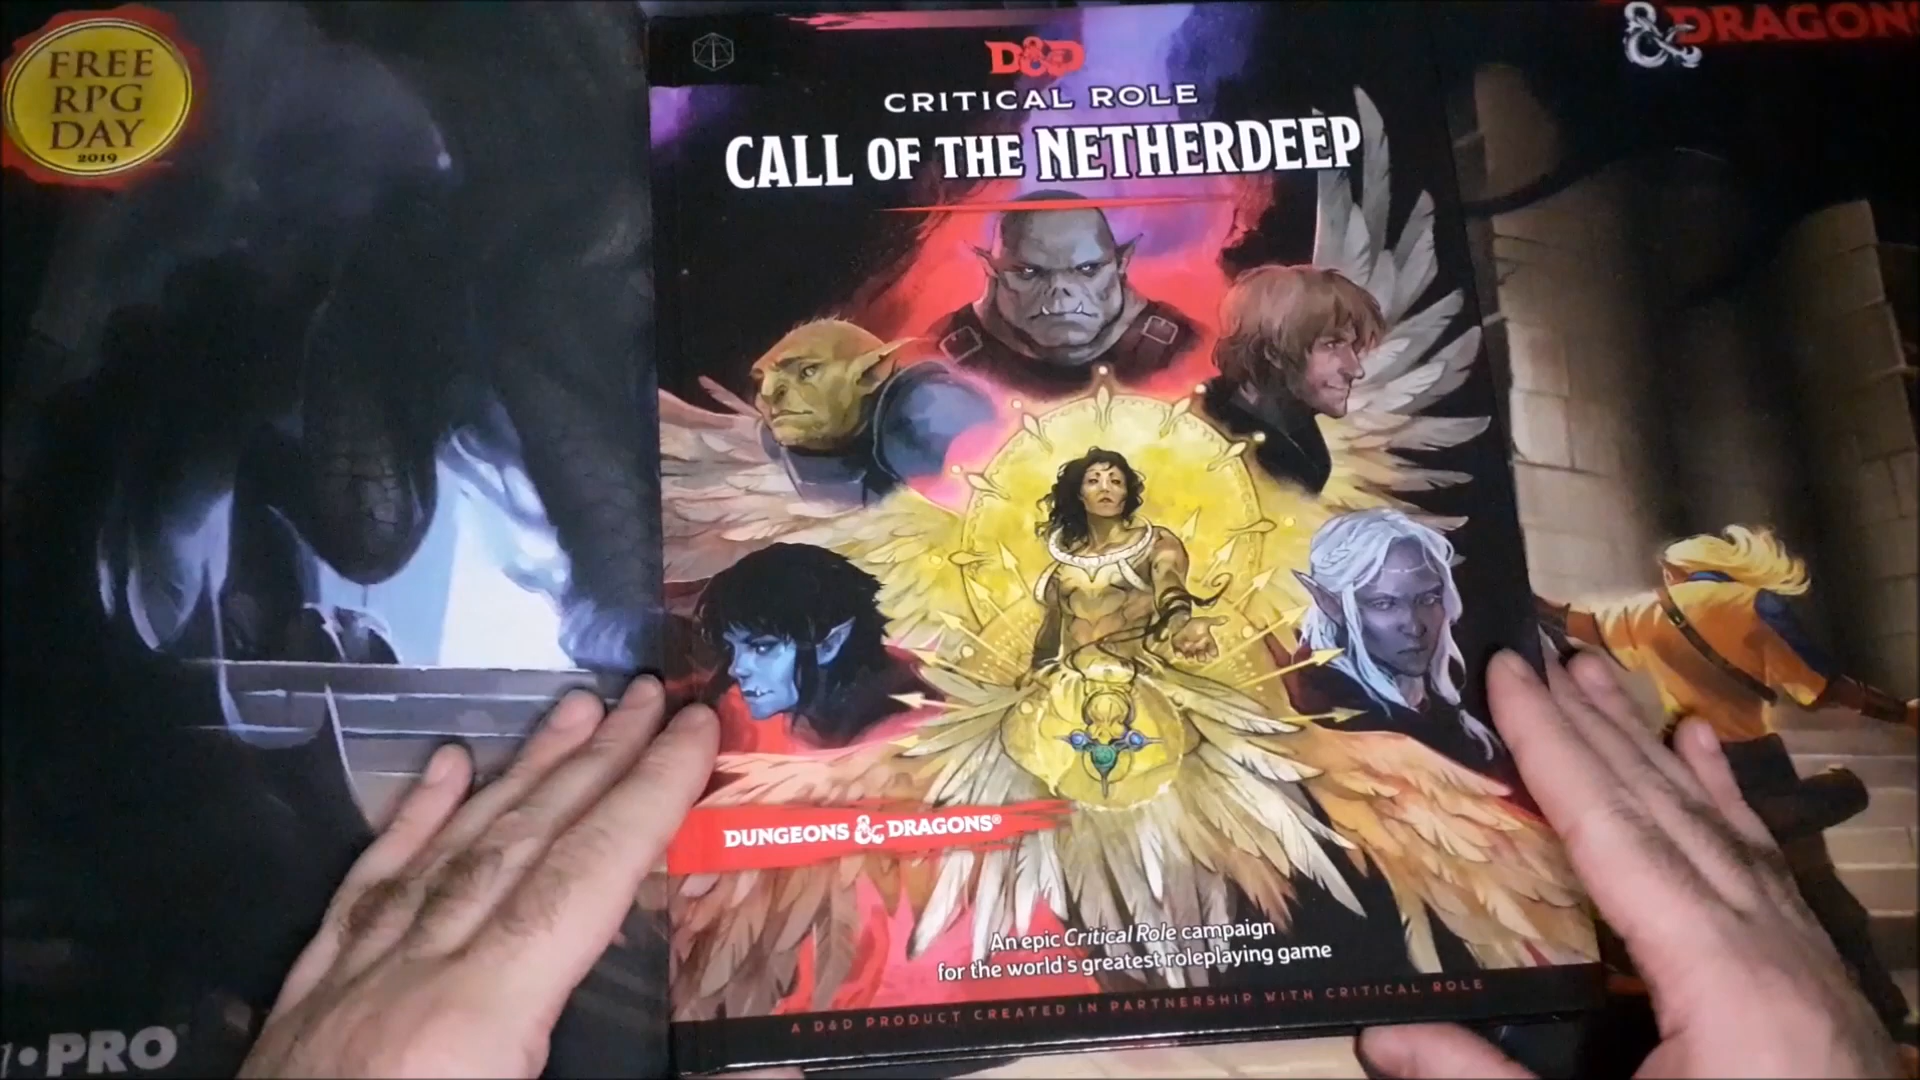 FREE
RPG
DAY
2019
& DRAGONS
D&D
CRITICAL ROLE
CALL OF THE NETHERDEEP
DUNGEONS & DRAGONS®
An epic Critical Role campaign
for the world's greatest roleplaying game
A D&D PRODUCT CREATED IN PARTNERSHIP WITH CRITICAL ROLE
PRO